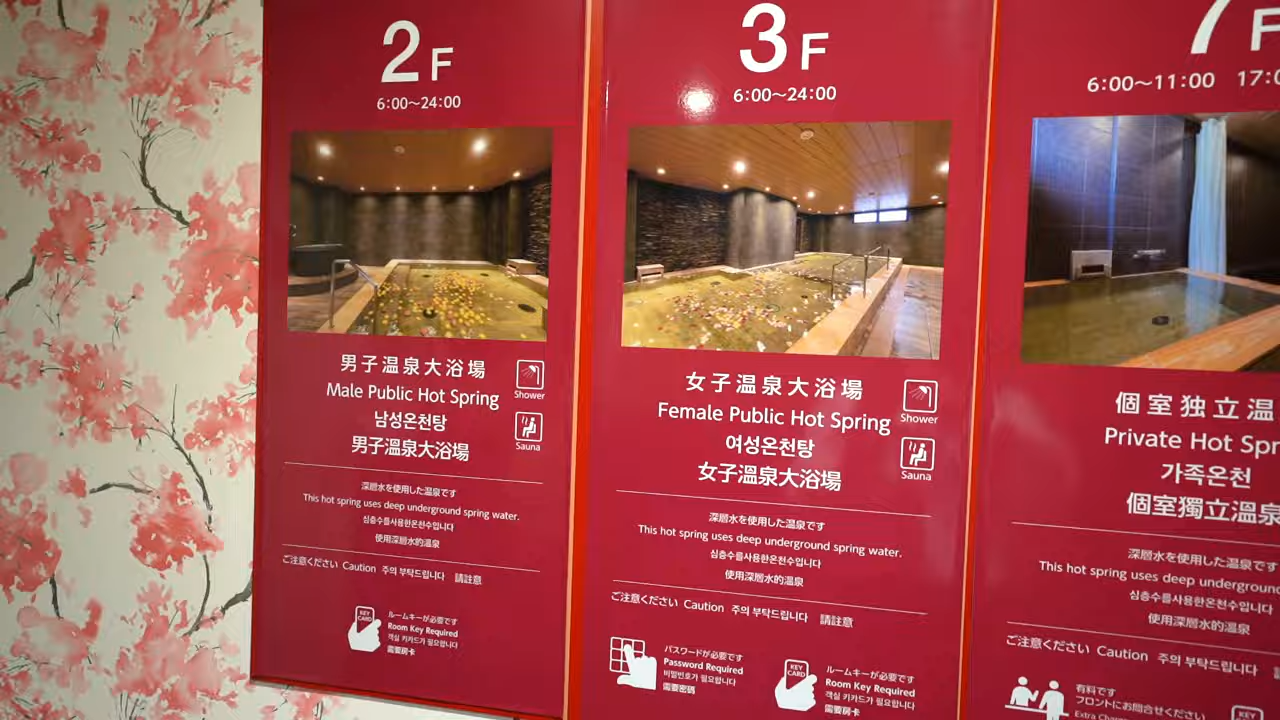 2F
6:00〜24:00
男子温泉大浴場
Male Public Hot Spring
남성온천탕
男子溫泉大浴場
Shower
Sauna
深層水を使用した温泉です
This hot spring uses deep underground spring water.
심층수를사용한온천수입니다
使用深層水的溫泉
ご注意ください Caution 주의 부탁드립니다 請註意
KEY CARD
ルームキーが必要です
Room Key Required
객실 키카드가 필요합니다
需要房卡
3F
6:00〜24:00
女子温泉大浴場
Female Public Hot Spring
여성온천탕
女子溫泉大浴場
Shower
Sauna
深層水を使用した温泉です
This hot spring uses deep underground spring water.
심층수를사용한온천수입니다
使用深層水的溫泉
ご注意ください Caution 주의 부탁드립니다 請註意
パスワードが必要です
Password Required
비밀번호가 필요합니다
需要密碼
KEY CARD
ルームキーが必要です
Room Key Required
객실 키카드가 필요합니다
需要房卡
7F
6:00〜11:00 17:
個室独立温
Private Hot Spr
가족온천
個室獨立溫泉
深層水を使用した温泉です
This hot spring uses deep underground
심층수를사용한온천수입니다
使用深層水的溫泉
ご注意ください Caution 주의 부탁드립니다
有料です
フロントにお問合せください
Extra Char
KEY